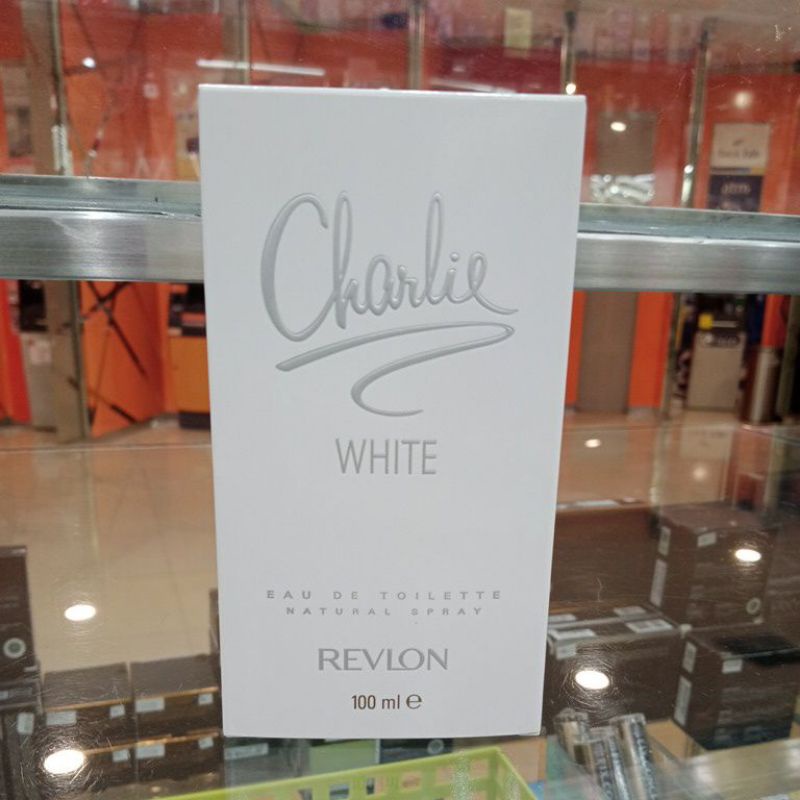 Charlie
WHITE
EAU DE TOILETTE
NATURAL SPRAY
REVLON
100 ml e